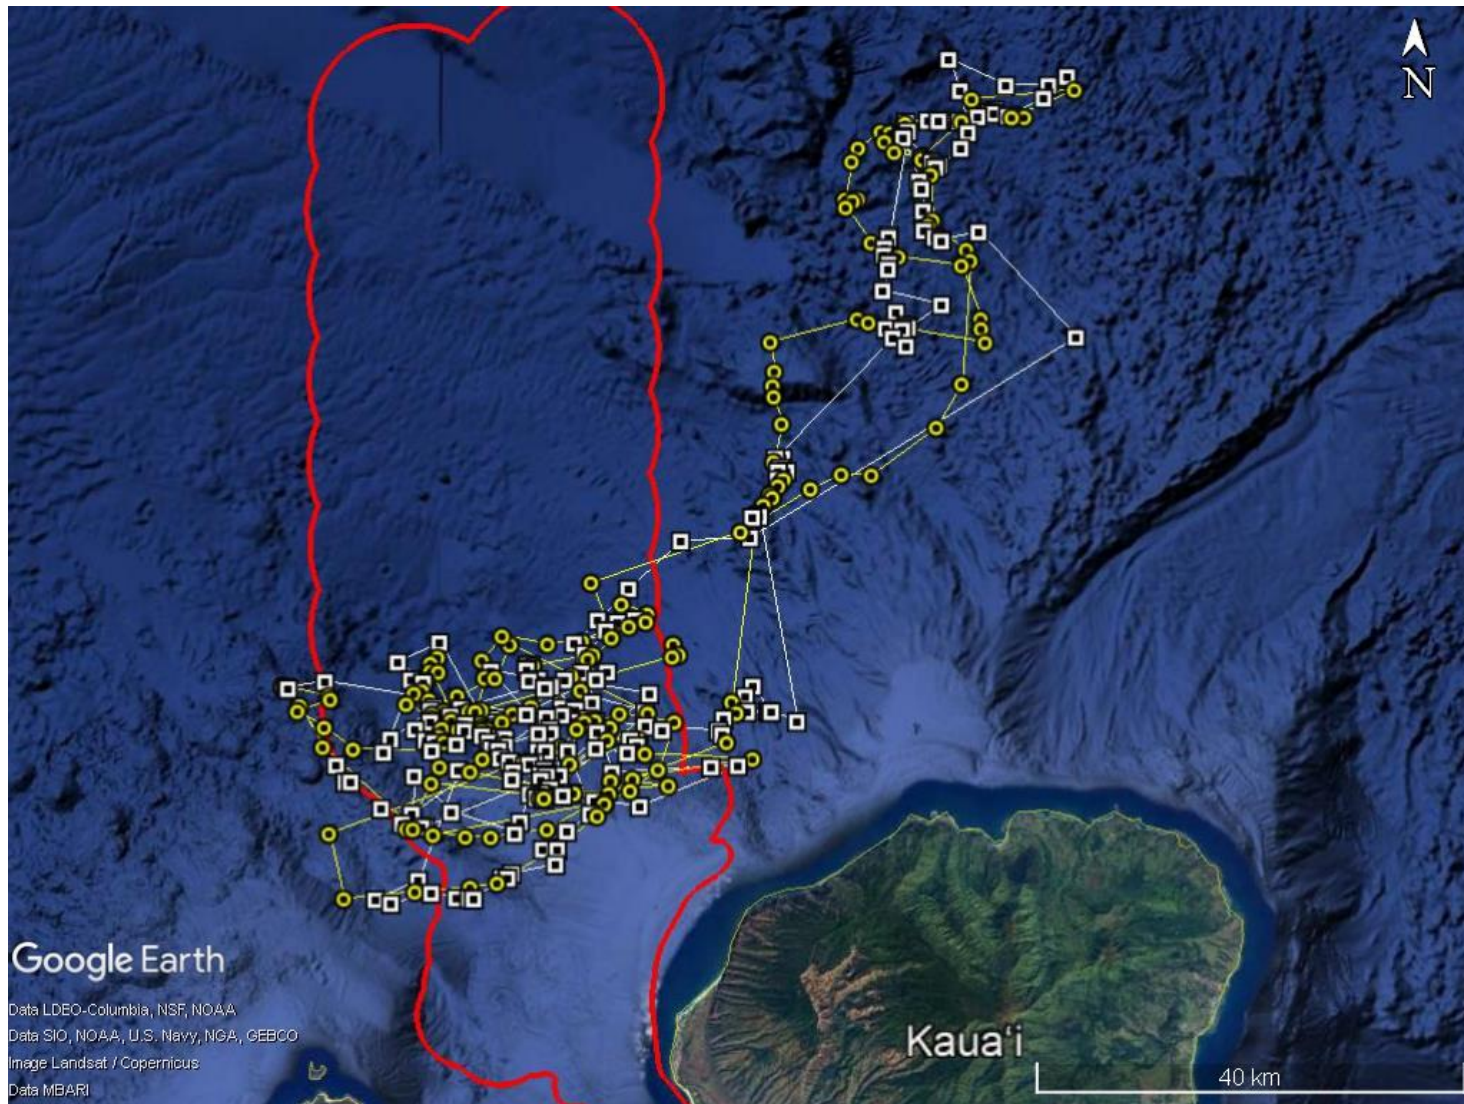 N
Google Earth
Data LDEO-Columbia, NSF, NOAA
Data SIO, NOAA, U.S. Navy, NGA, GEBCO
Image Landsat / Copernicus
Data MBARI
Kauaʻi
40 km